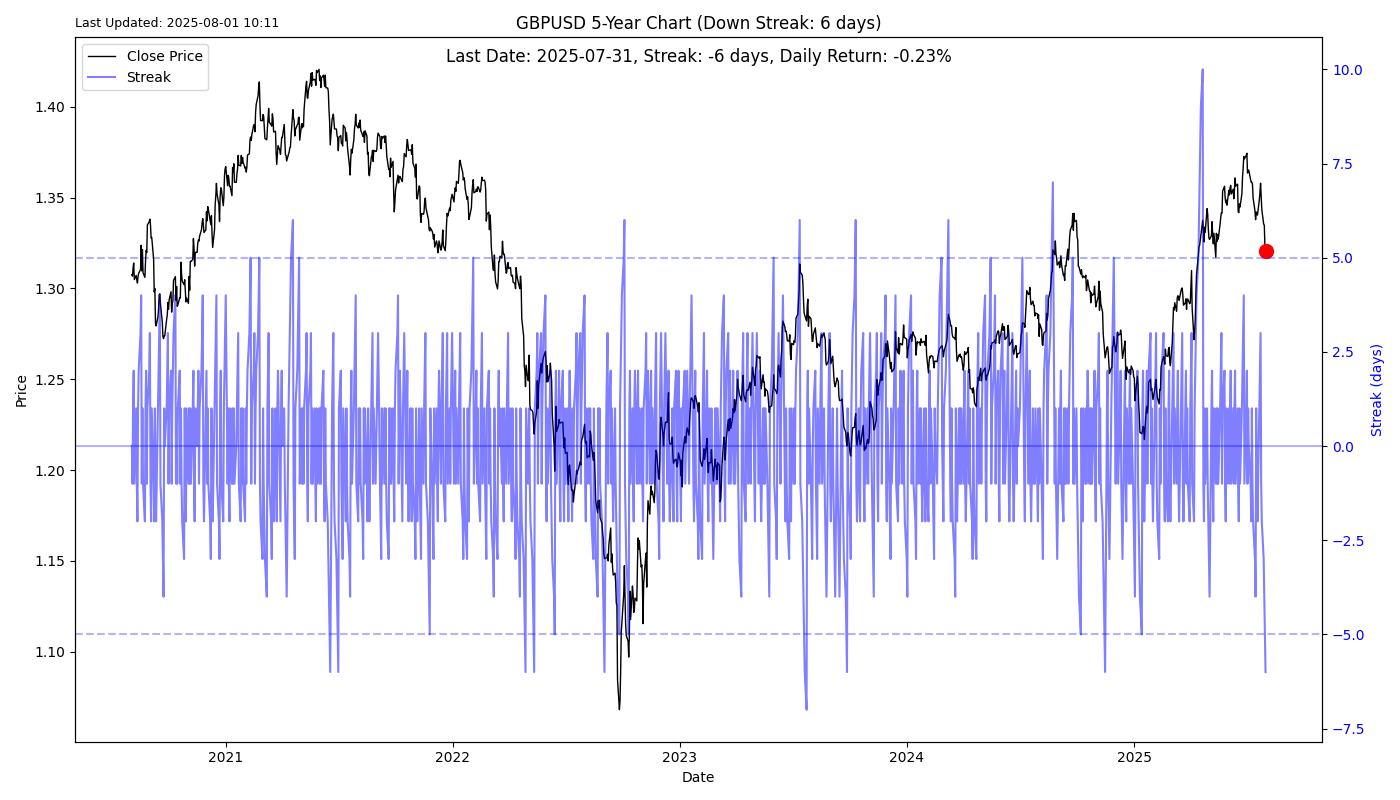 Last Updated: 2025-08-01 10:11
GBPUSD 5-Year Chart (Down Streak: 6 days)
Last Date: 2025-07-31, Streak: -6 days, Daily Return: -0.23%
Close Price
Streak
1.40
1.35
1.30
1.25
1.20
1.15
1.10
Price
10.0
7.5
5.0
2.5
0.0
−2.5
−5.0
−7.5
Streak (days)
2021
2022
2023
2024
2025
Date